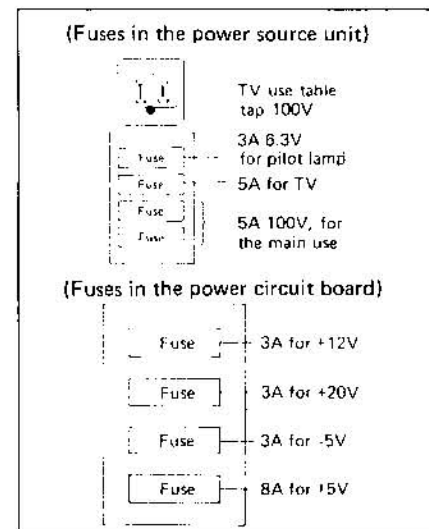 (Fuses in the power source unit)
TV use table
tap 100V
Fuse
3A 6.3V
for pilot lamp
Fuse
5A for TV
Fuse
Fuse
5A 100V, for
the main use
(Fuses in the power circuit board)
Fuse
3A for +12V
Fuse
3A for +20V
Fuse
3A for -5V
Fuse
8A for +5V